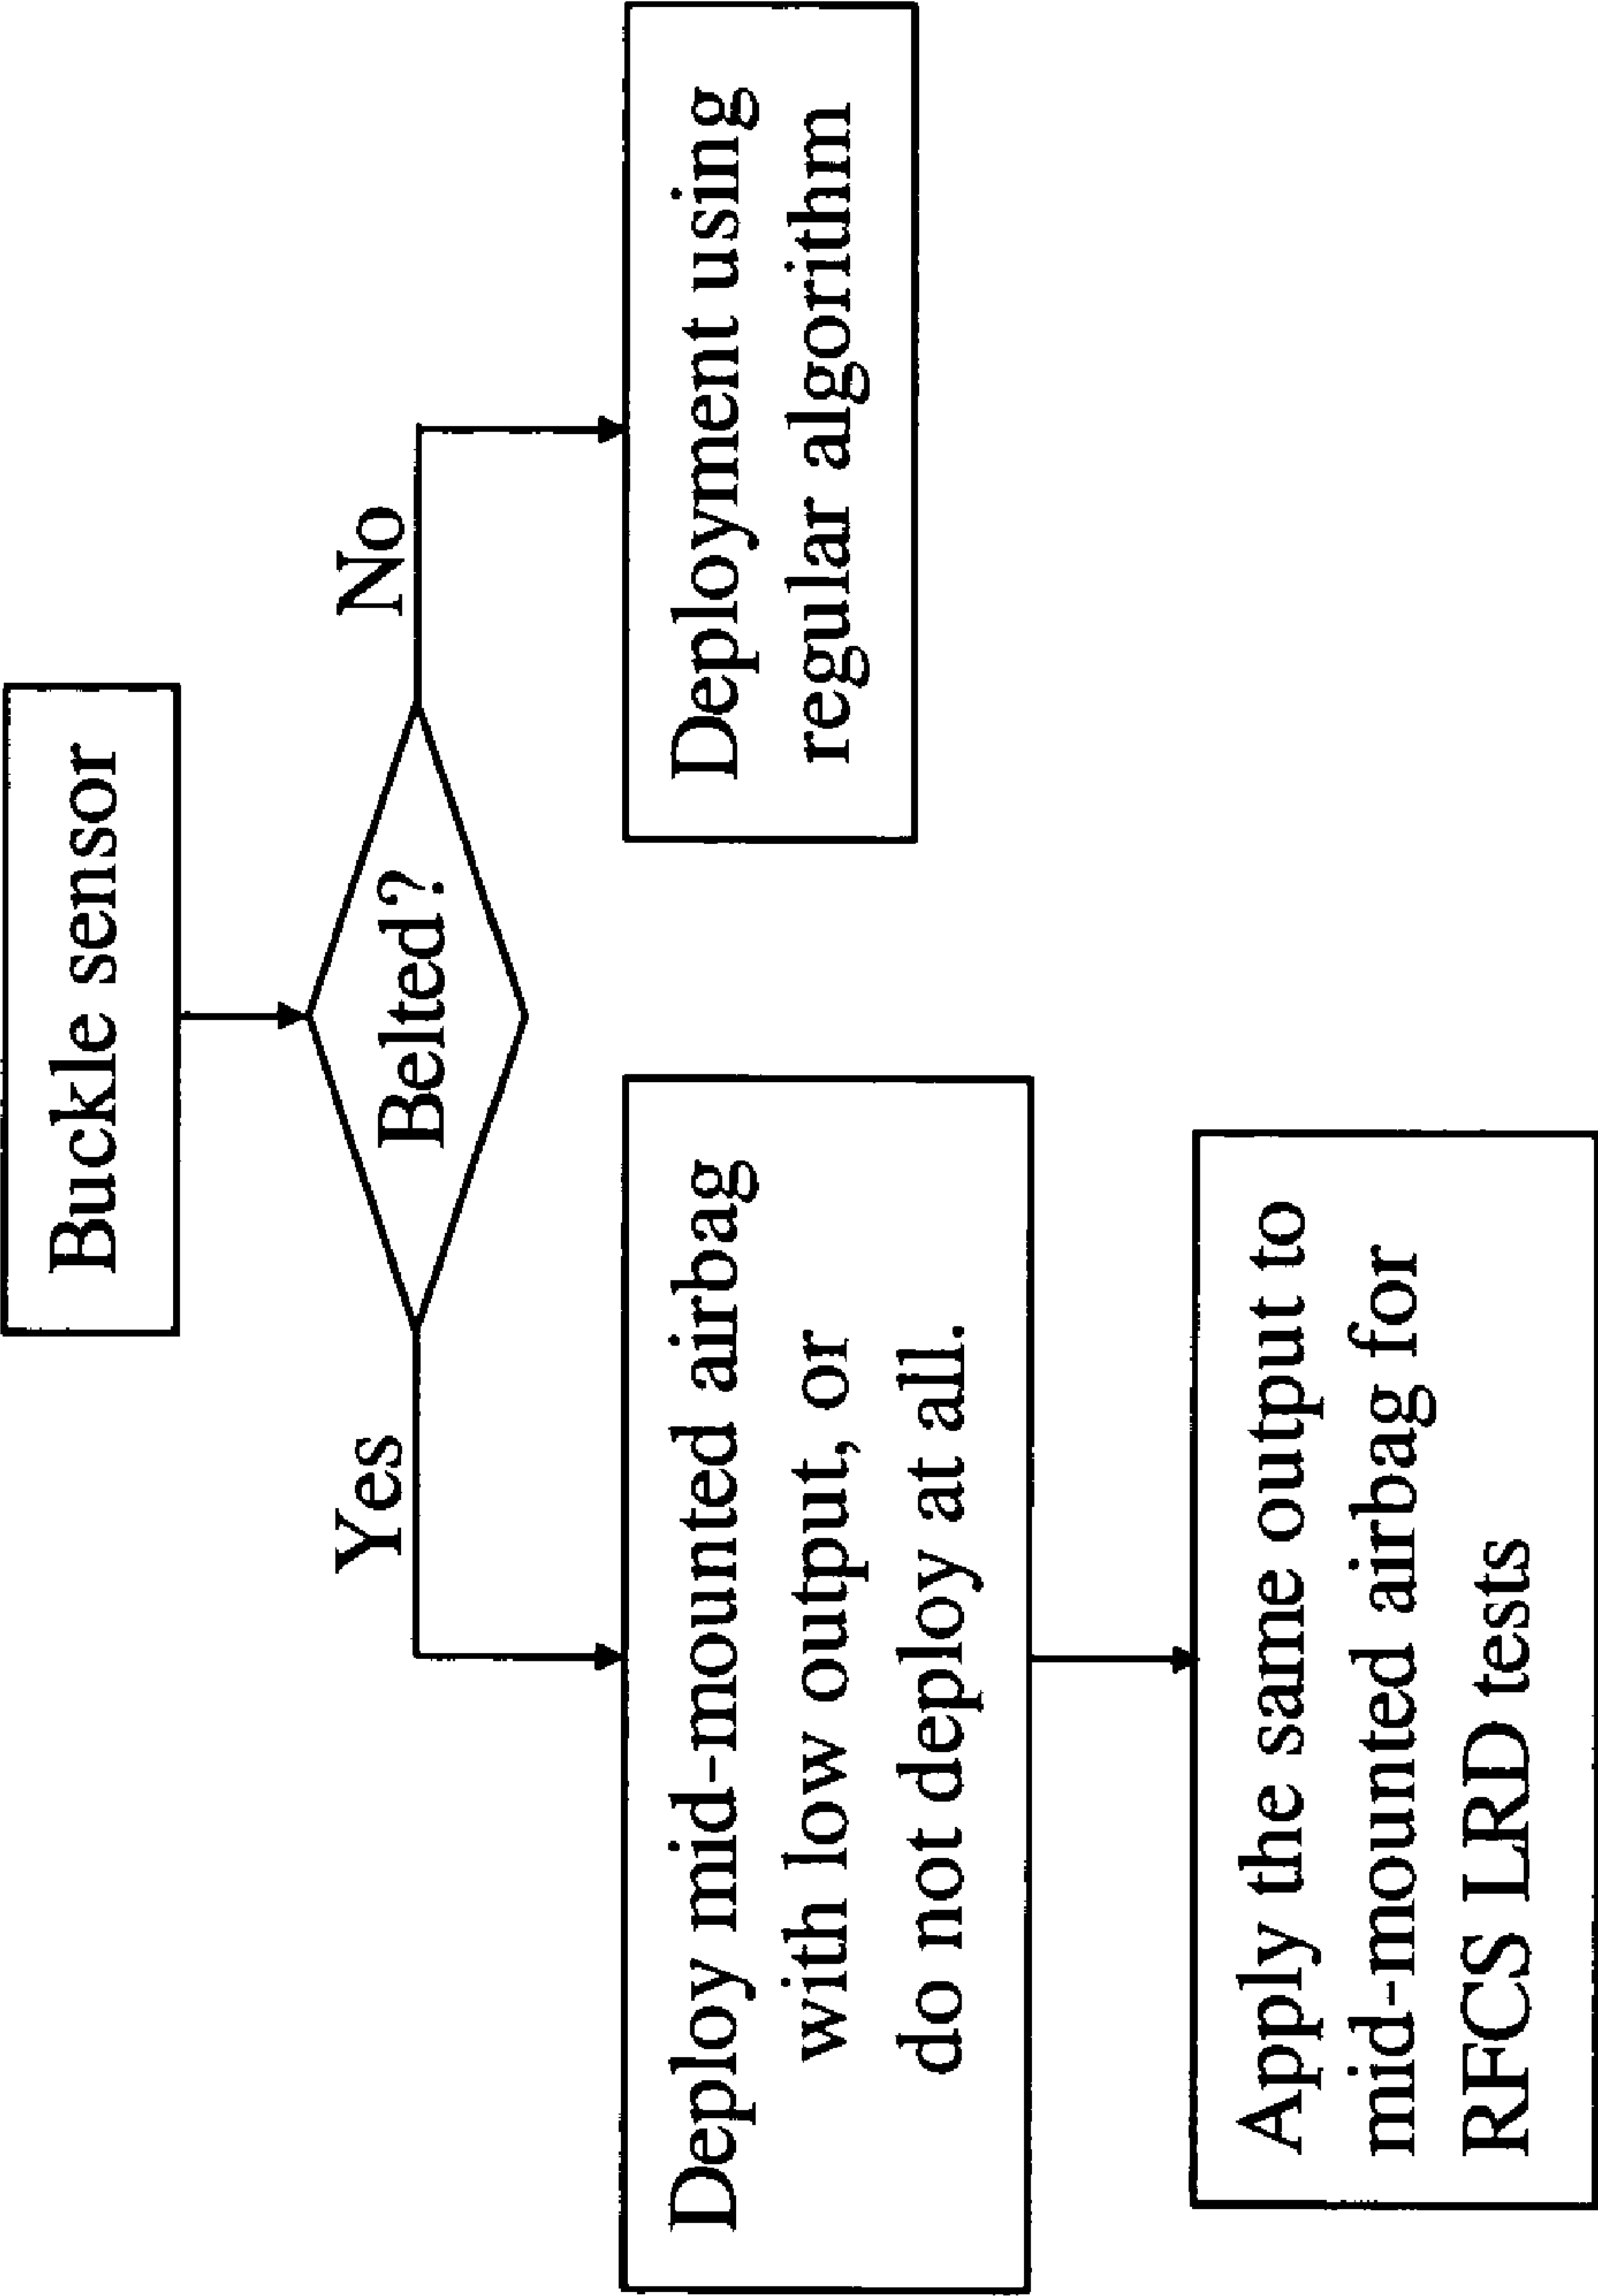 Buckle sensor
Belted?
Yes
No
Deploy mid-mounted airbag
with low output, or
do not deploy at all.
Deployment using
regular algorithm
Apply the same output to
mid-mounted airbag for
RFCS LRD tests